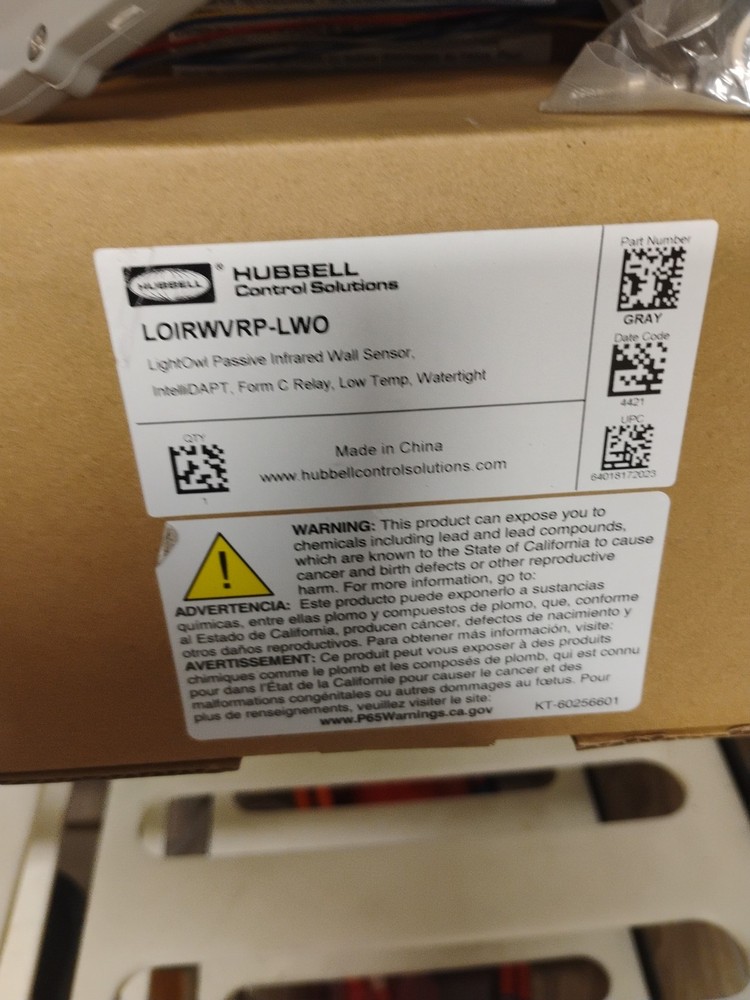 HUBBELL ®
HUBBELL
Control Solutions
LOIRWVRP-LWO
LightOwl Passive Infrared Wall Sensor,
IntelliDAPT, Form C Relay, Low Temp, Watertight
QTY
1
Made in China
www.hubbellcontrolsolutions.com
Part Number
GRAY
Date Code
4421
UPC
84018172023
WARNING: This product can expose you to
chemicals including lead and lead compounds,
which are known to the State of California to cause
cancer and birth defects or other reproductive
harm. For more information, go to:
ADVERTENCIA: Este producto puede exponerlo a sustancias
químicas, entre ellas plomo y compuestos de plomo, que, conforme
al Estado de California, producen cáncer, defectos de nacimiento y
otros daños reproductivos. Para obtener más información, visite:
AVERTISSEMENT: Ce produit peut vous exposer à des produits
chimiques comme le plomb et les composés de plomb, qui est connu
pour dans l'État de la Californie pour causer le cancer et des
malformations congénitales ou autres dommages au fœtus. Pour
plus de renseignements, veuillez visiter le site:
www.P65Warnings.ca.gov
KT-60256601